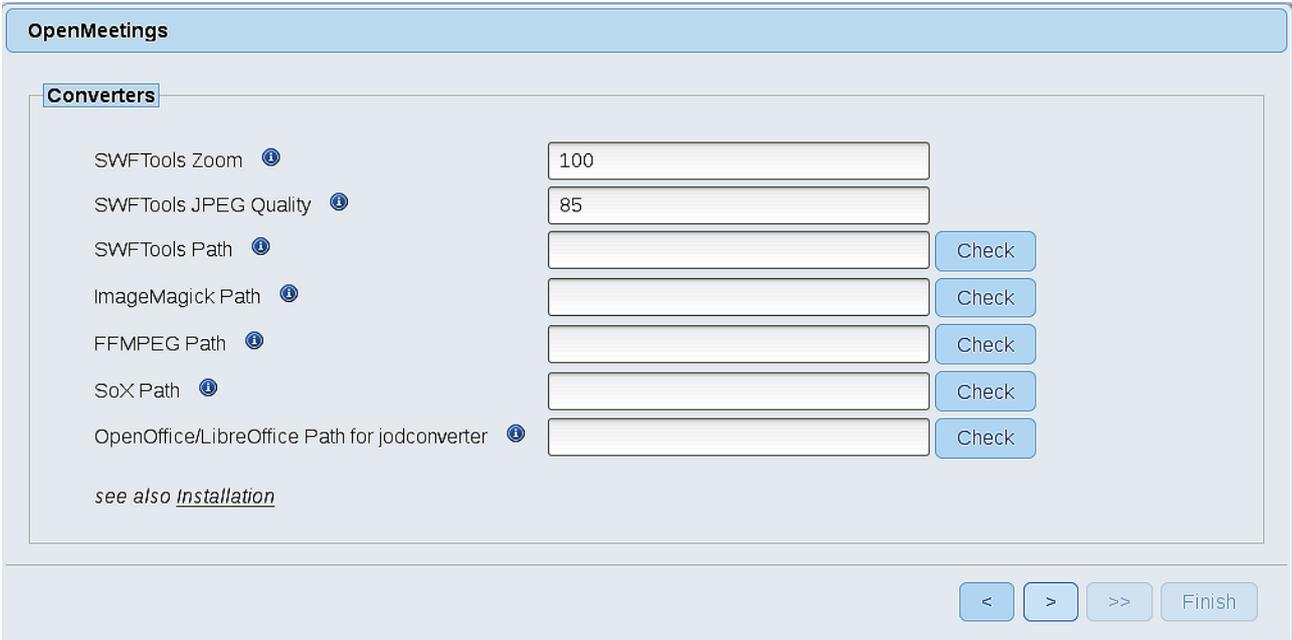 OpenMeetings
Converters
SWFTools Zoom 100
SWFTools JPEG Quality 85
SWFTools Path Check
ImageMagick Path Check
FFMPEG Path Check
SoX Path Check
OpenOffice/LibreOffice Path for jodconverter Check
see also Installation
< > >> Finish